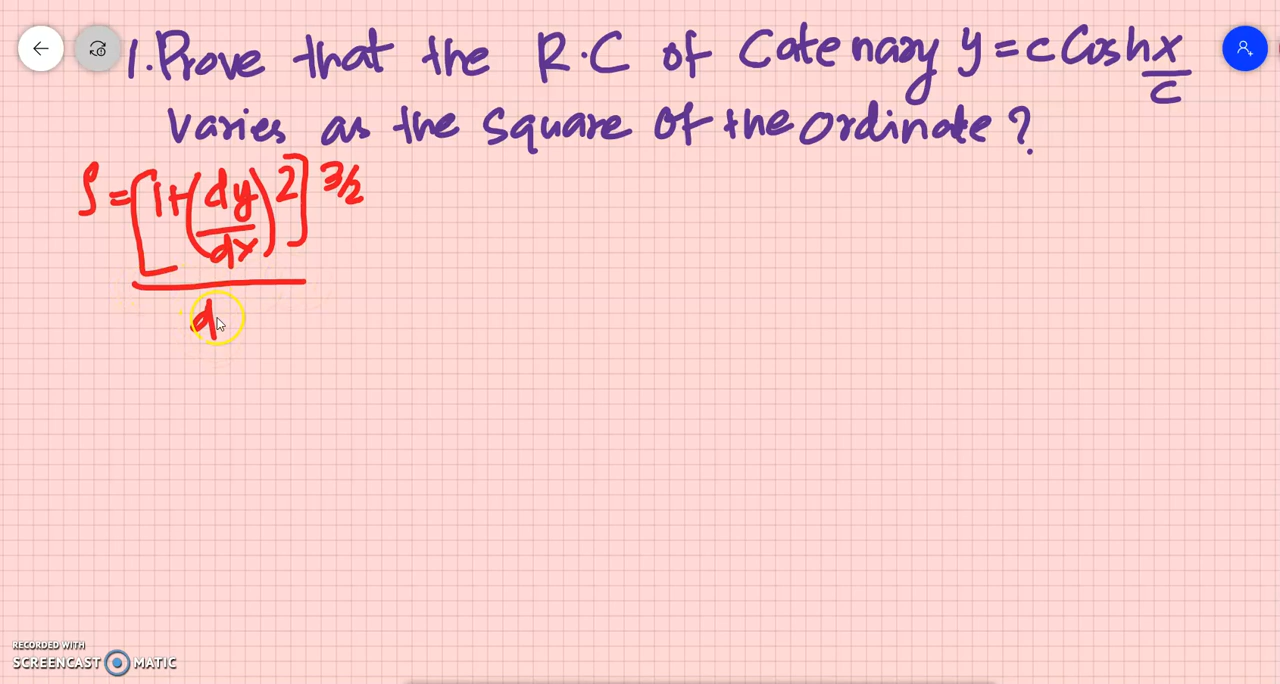 1. Prove that the R.C of Catenary y = c Cosh x/c
Varies as the square of the ordinate ?
ρ = [1+(dy/dx)2]3/2
d
RECORDED WITH
SCREENCAST MATIC